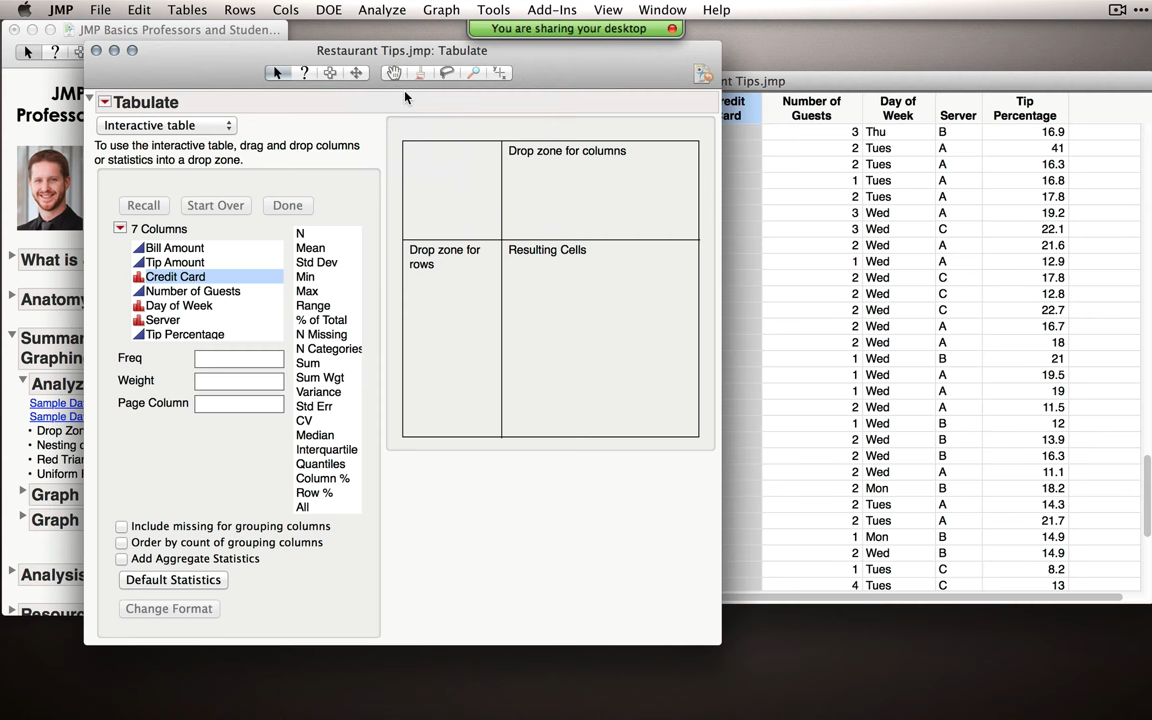 JMP File Edit Tables Rows Cols DOE Analyze Graph Tools Add-Ins View Window Help
JMP Basics Professors and Studen...
You are sharing your desktop
Restaurant Tips.jmp: Tabulate
?
?
Tabulate
Interactive table
To use the interactive table, drag and drop columns
or statistics into a drop zone.
Recall Start Over Done
7 Columns
Bill Amount
Tip Amount
Credit Card
Number of Guests
Day of Week
Server
Tip Percentage
Freq
Weight
Page Column
N
Mean
Std Dev
Min
Max
Range
% of Total
N Missing
N Categories
Sum
Sum Wgt
Variance
Std Err
CV
Median
Interquartile
Quantiles
Column %
Row %
All
Include missing for grouping columns
Order by count of grouping columns
Add Aggregate Statistics
Default Statistics
Change Format
Drop zone for columns
Drop zone for
rows
Resulting Cells
JMP
Professo
What is
Anatomy
Summar
Graphin
Analyz
Sample Da
Sample Da
• Drop Zon
• Nesting o
• Red Trian
• Uniform
Graph
Graph
Analysis
Resourc
nt Tips.jmp
redit
ard
Number of
Guests
Day of
Week
Server
Tip
Percentage
3 Thu B 16.9
2 Tues A 41
2 Tues A 16.3
1 Tues A 16.8
2 Tues A 17.8
3 Wed A 19.2
3 Wed C 22.1
2 Wed A 21.6
1 Wed A 12.9
2 Wed C 17.8
2 Wed C 12.8
2 Wed C 22.7
2 Wed A 16.7
2 Wed A 18
1 Wed B 21
1 Wed A 19.5
1 Wed A 19
2 Wed A 11.5
1 Wed B 12
2 Wed B 13.9
2 Wed B 16.3
2 Wed A 11.1
2 Mon B 18.2
2 Tues A 14.3
2 Tues A 21.7
1 Mon B 14.9
2 Wed B 14.9
1 Tues C 8.2
4 Tues C 13